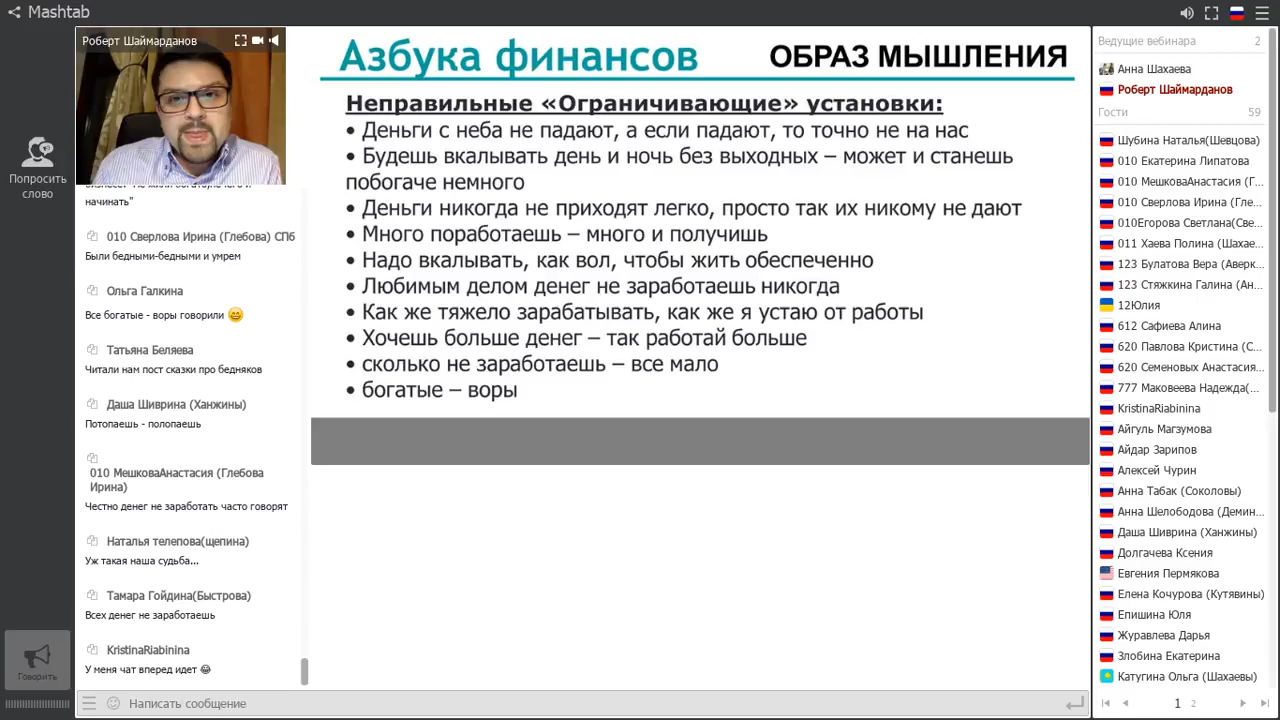 Mashtab
Роберт Шаймарданов
Попросить
слово
Говорить
начинать"
010 Сверлова Ирина (Глебова) СПб
Были бедными-бедными и умрем
Ольга Галкина
Все богатые - воры говорили
Татьяна Беляева
Читали нам пост сказки про бедняков
Даша Шиврина (Ханжины)
Потопаешь - полопаешь
010 МешковаАнастасия (Глебова
Ирина)
Честно денег не заработать часто говорят
Наталья телепова(щепина)
Уж такая наша судьба...
Тамара Гойдина(Быстрова)
Всех денег не заработаешь
KristinaRiabinina
У меня чат вперед идет 😂
Написать сообщение
Азбука финансов
ОБРАЗ МЫШЛЕНИЯ
Неправильные «Ограничивающие» установки:
• Деньги с неба не падают, а если падают, то точно не на нас
• Будешь вкалывать день и ночь без выходных – может и станешь
побогаче немного
• Деньги никогда не приходят легко, просто так их никому не дают
• Много поработаешь – много и получишь
• Надо вкалывать, как вол, чтобы жить обеспеченно
• Любимым делом денег не заработаешь никогда
• Как же тяжело зарабатывать, как же я устаю от работы
• Хочешь больше денег – так работай больше
• сколько не заработаешь – все мало
• богатые – воры
Ведущие вебинара 2
Анна Шахаева
Роберт Шаймарданов
Гости 59
Шубина Наталья(Шевцова)
010 Екатерина Липатова
010 МешковаАнастасия (Г...
010 Сверлова Ирина (Гле...
010Егорова Светлана(Све...
011 Хаева Полина (Шахае...
123 Булатова Вера (Аверк...
123 Стяжкина Галина (Ан...
12Юлия
612 Сафиева Алина
620 Павлова Кристина (С...
620 Семеновых Анастасия...
777 Маковеева Надежда(...
KristinaRiabinina
Айгуль Магзумова
Айдар Зарипов
Алексей Чурин
Анна Табак (Соколовы)
Анна Шелободова (Демин...
Даша Шиврина (Ханжины)
Долгачева Ксения
Евгения Пермякова
Елена Кочурова (Кутявины)
Епишина Юля
Журавлева Дарья
Злобина Екатерина
Катугина Ольга (Шахаевы)
1 2